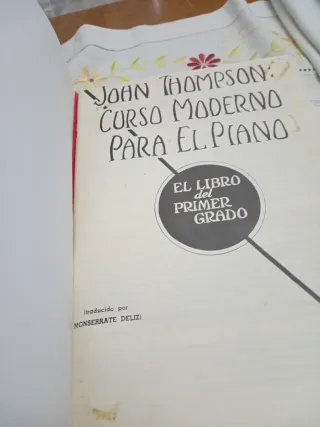 JOHN THOMPSON:
CURSO MODERNO
PARA EL PIANO
EL LIBRO
del
PRIMER
GRADO
(traducido por
MONSERRATE DELIZ)